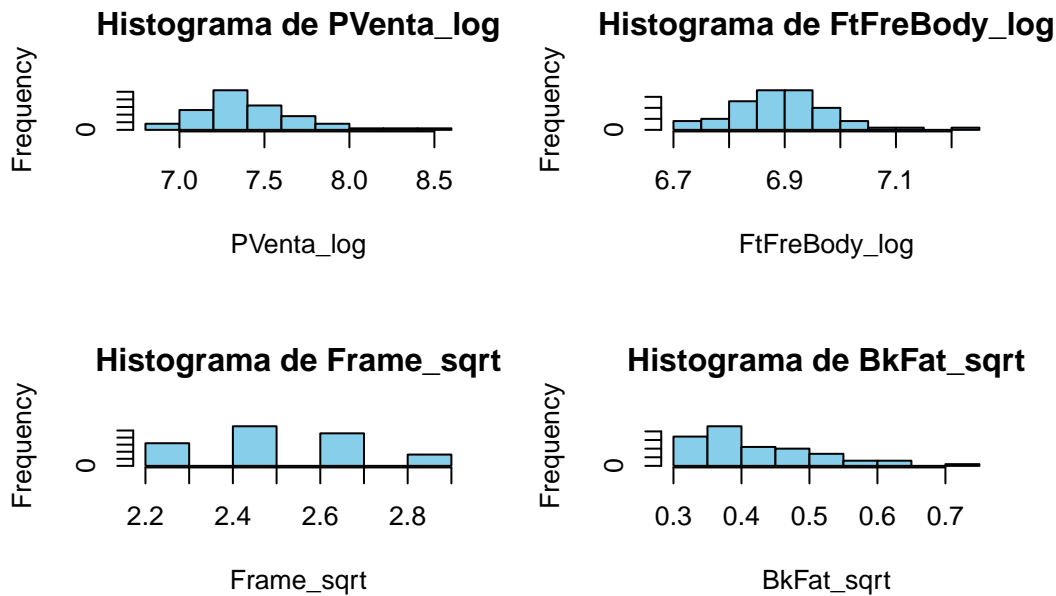 Histograma de PVenta_log
Frequency
0
7.0 7.5 8.0 8.5
PVenta_log
Histograma de FtFreBody_log
Frequency
0
6.7 6.9 7.1
FtFreBody_log
Histograma de Frame_sqrt
Frequency
0
2.2 2.4 2.6 2.8
Frame_sqrt
Histograma de BkFat_sqrt
Frequency
0
0.3 0.4 0.5 0.6 0.7
BkFat_sqrt